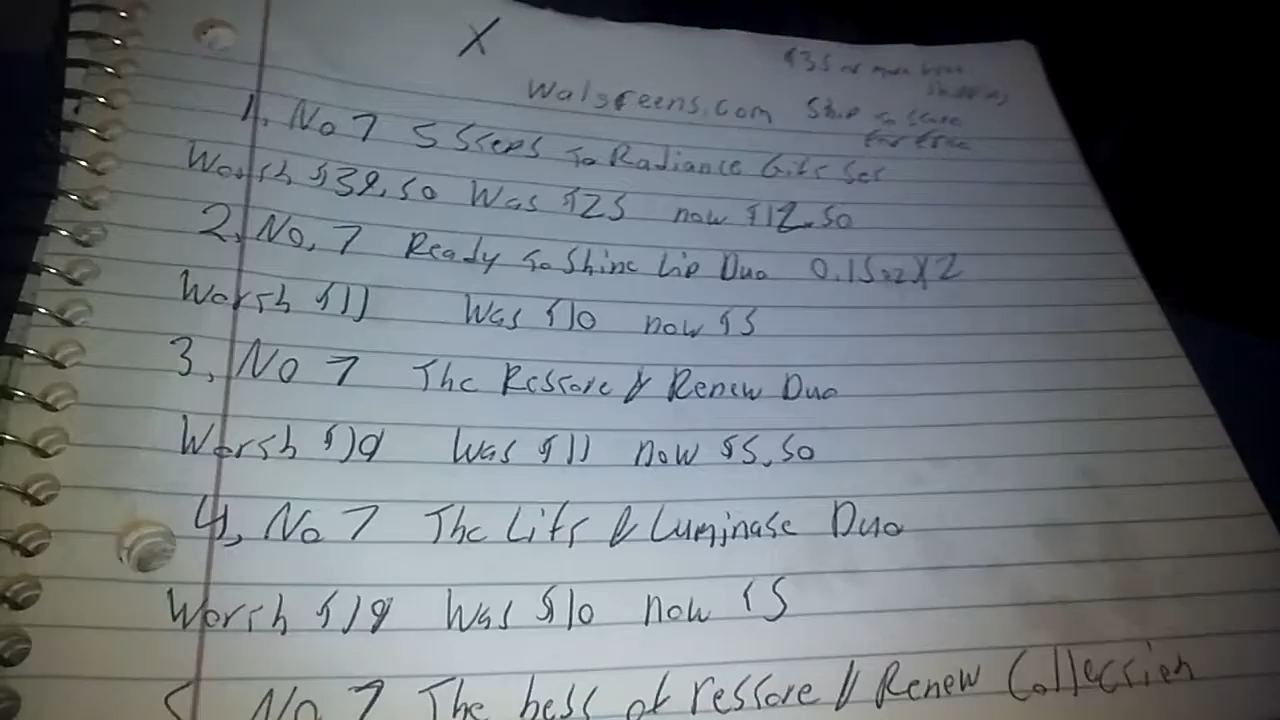 X
$35 or more
Walgreens.com Ship to store
for free
1. No 7 5 Steps To Radiance Gift Set
Worth $39.50 Was $25 now $12.50
2. No. 7 Ready to Shine Lip Duo 0.15oz X 2
Worth $11 Was $10 now $5
3, No 7 The Restore & Renew Duo
Worth $19 Was $11 now $5.50
4, No 7 The Lift & Luminate Duo
Worth $19 Was $10 now $5
5 No 7 The best of restore & Renew Collection